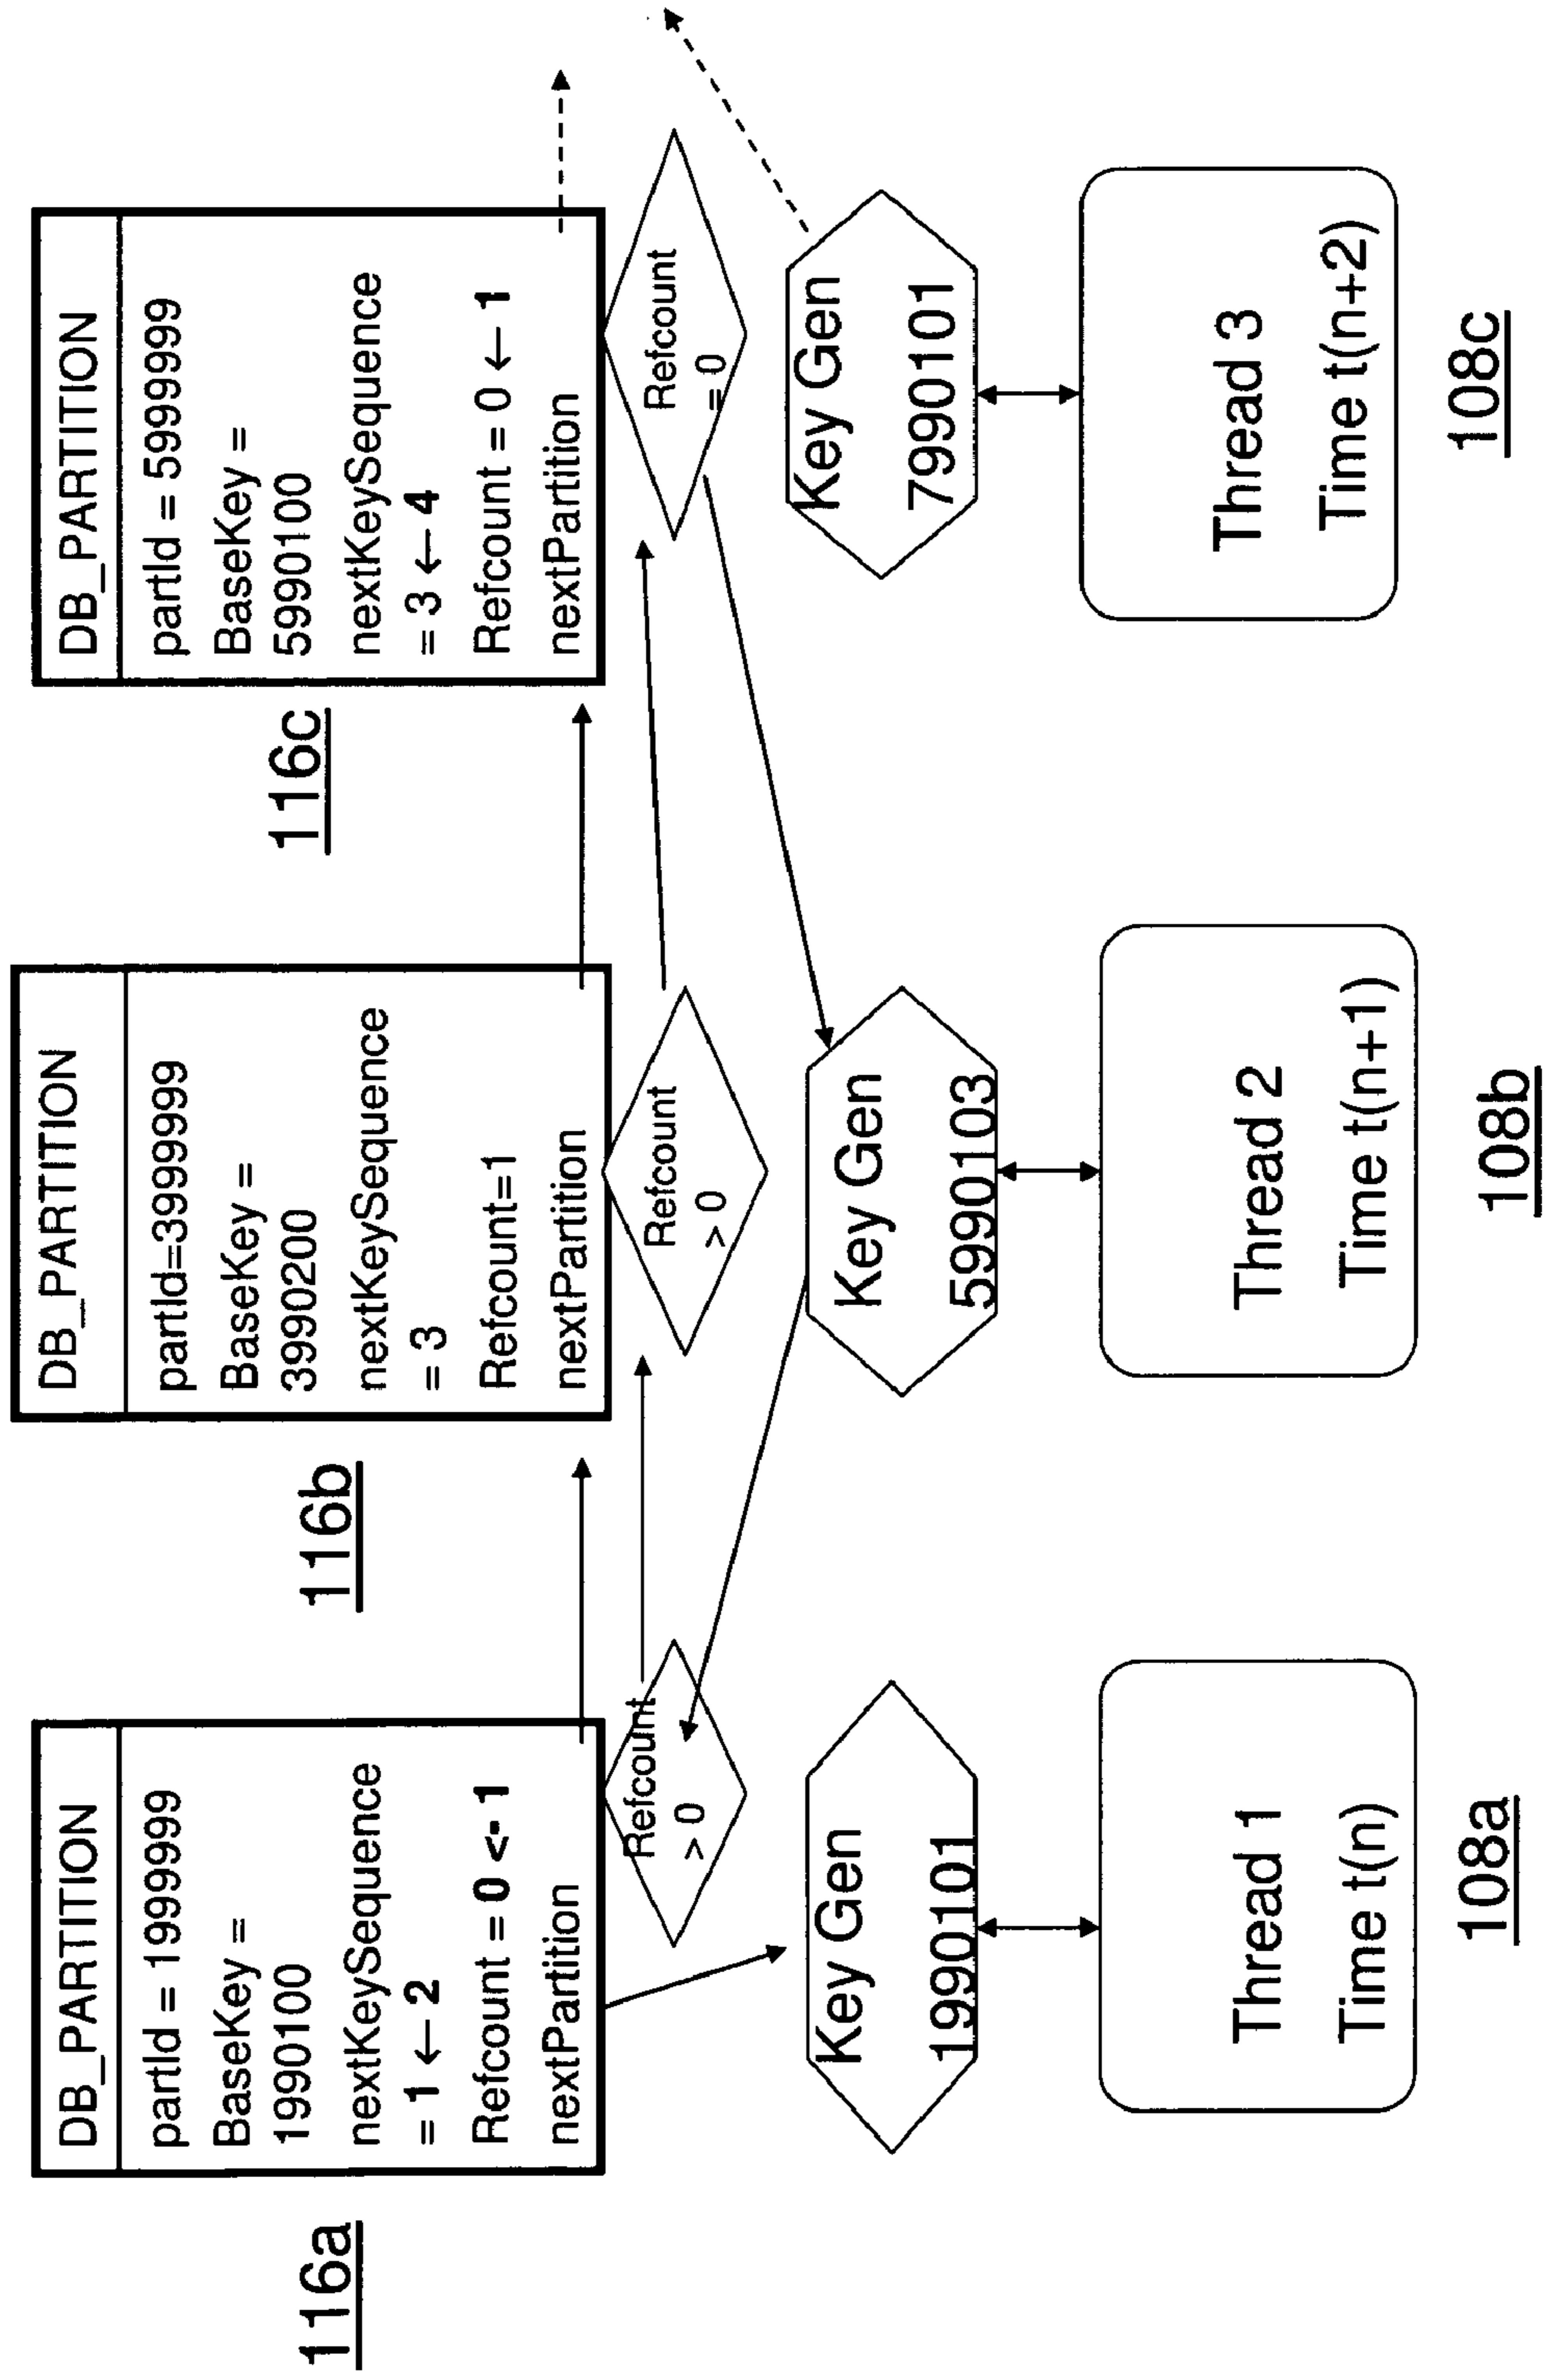 116a
DB_PARTITION
partId = 1999999
BaseKey =
1990100
nextKeySequence
= 1 ← 2
Refcount = 0 <- 1
nextPartition
Refcount
> 0
Key Gen
1990101
Thread 1
Time t(n)
108a
116b
DB_PARTITION
partId=3999999
BaseKey =
3990200
nextKeySequence
= 3
Refcount=1
nextPartition
Refcount
> 0
Key Gen
5990103
Thread 2
Time t(n+1)
108b
116c
DB_PARTITION
partId = 5999999
BaseKey =
5990100
nextKeySequence
= 3 ← 4
Refcount = 0 ← 1
nextPartition
Refcount
= 0
Key Gen
7990101
Thread 3
Time t(n+2)
108c